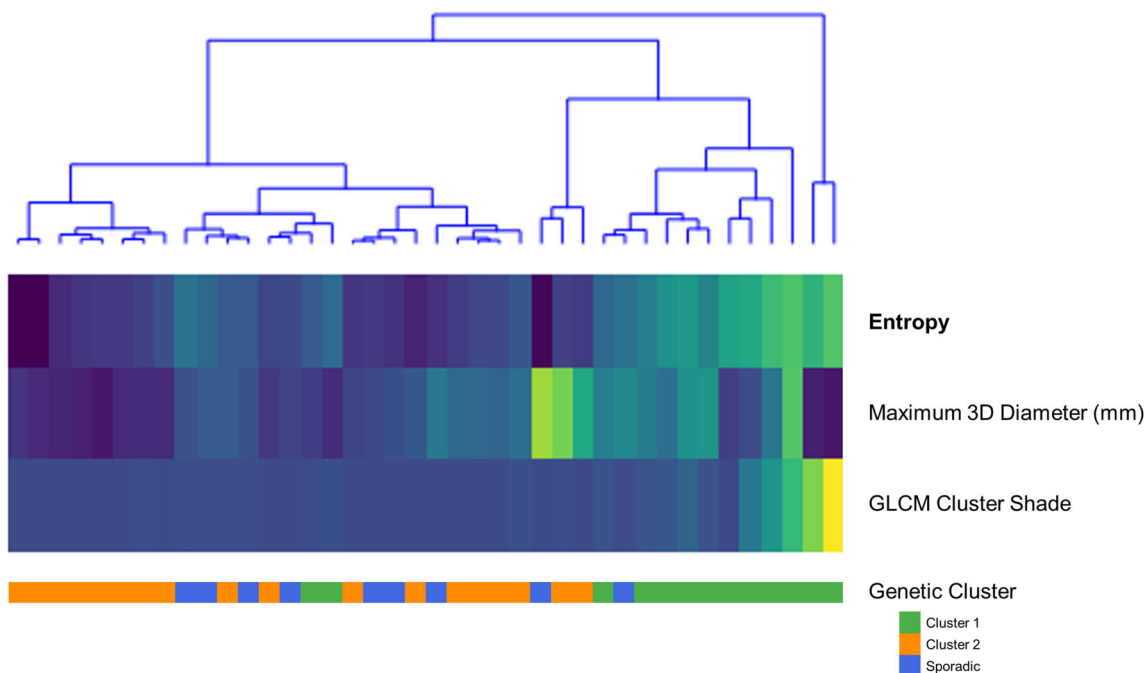 Entropy
Maximum 3D Diameter (mm)
GLCM Cluster Shade
Genetic Cluster
Cluster 1
Cluster 2
Sporadic